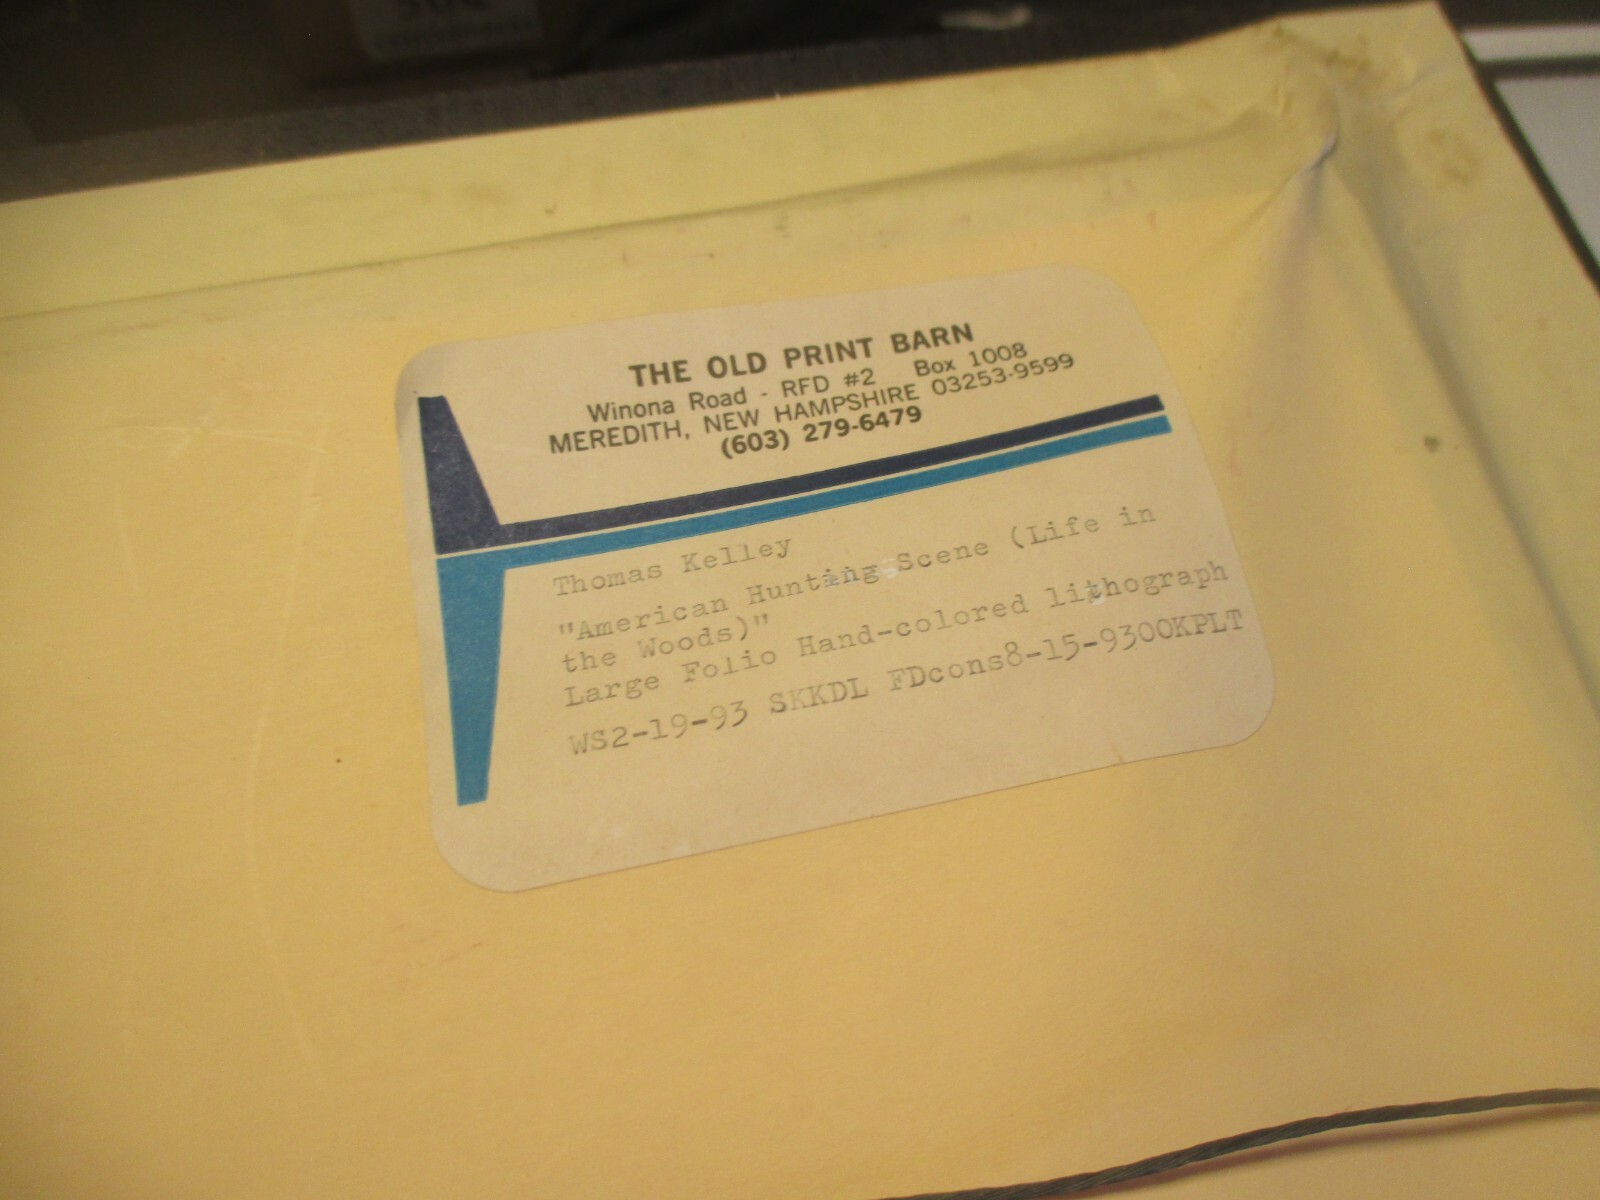 THE OLD PRINT BARN
Winona Road - RFD #2 Box 1008
MEREDITH, NEW HAMPSHIRE 03253-9599
(603) 279-6479
Thomas Kelley
"American Hunting Scene (Life in
the Woods)"
Large Folio Hand-colored lithograph
WS2-19-93 SKKDL FDcons8-15-9300KPLT